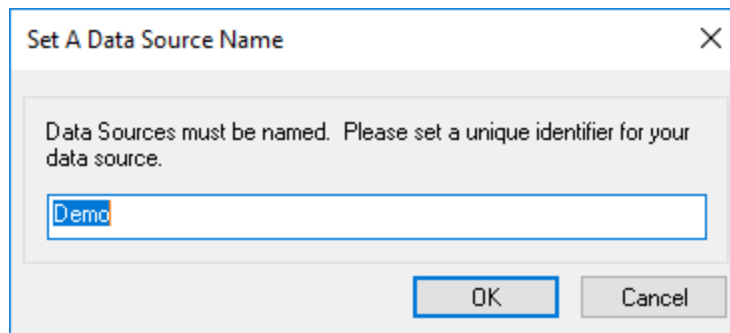 Set A Data Source Name
Data Sources must be named.  Please set a unique identifier for your
data source.
Demo
OK
Cancel